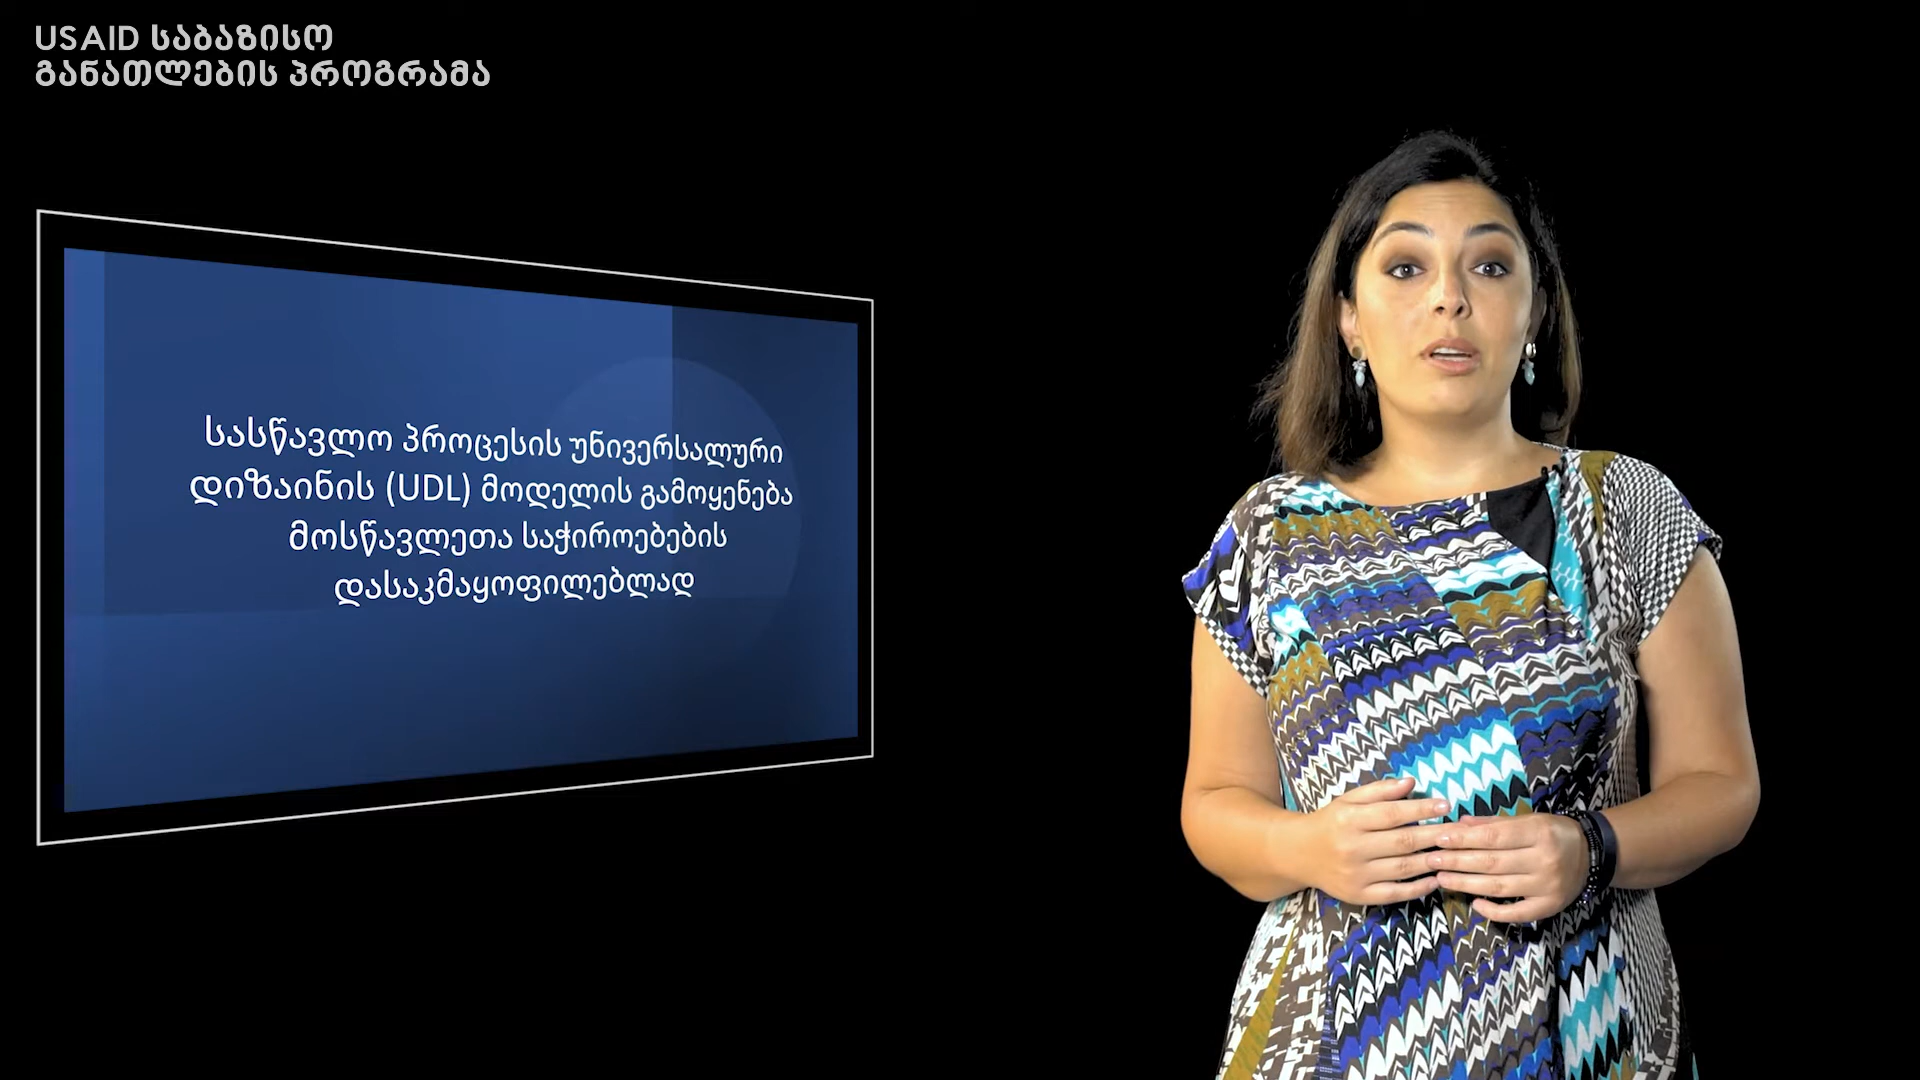 USAID საბაზისო
განათლების პროგრამა
სასწავლო პროცესის უნივერსალური
დიზაინის (UDL) მოდელის გამოყენება
მოსწავლეთა საჭიროებების
დასაკმაყოფილებლად